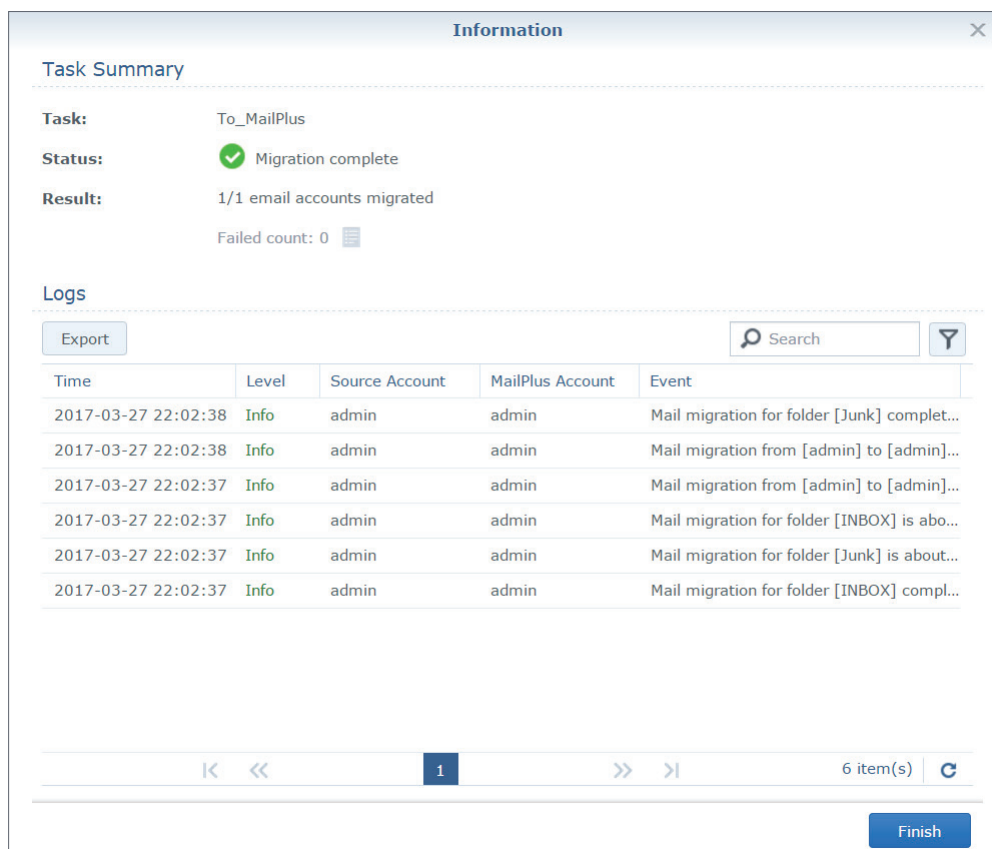 Information
Task Summary
Task: To_MailPlus
Status: Migration complete
Result: 1/1 email accounts migrated
Failed count: 0
Logs
Export Search
Time Level Source Account MailPlus Account Event
2017-03-27 22:02:38 Info admin admin Mail migration for folder [Junk] complet...
2017-03-27 22:02:38 Info admin admin Mail migration from [admin] to [admin]...
2017-03-27 22:02:37 Info admin admin Mail migration from [admin] to [admin]...
2017-03-27 22:02:37 Info admin admin Mail migration for folder [INBOX] is abo...
2017-03-27 22:02:37 Info admin admin Mail migration for folder [Junk] is about...
2017-03-27 22:02:37 Info admin admin Mail migration for folder [INBOX] compl...
1 6 item(s)
Finish